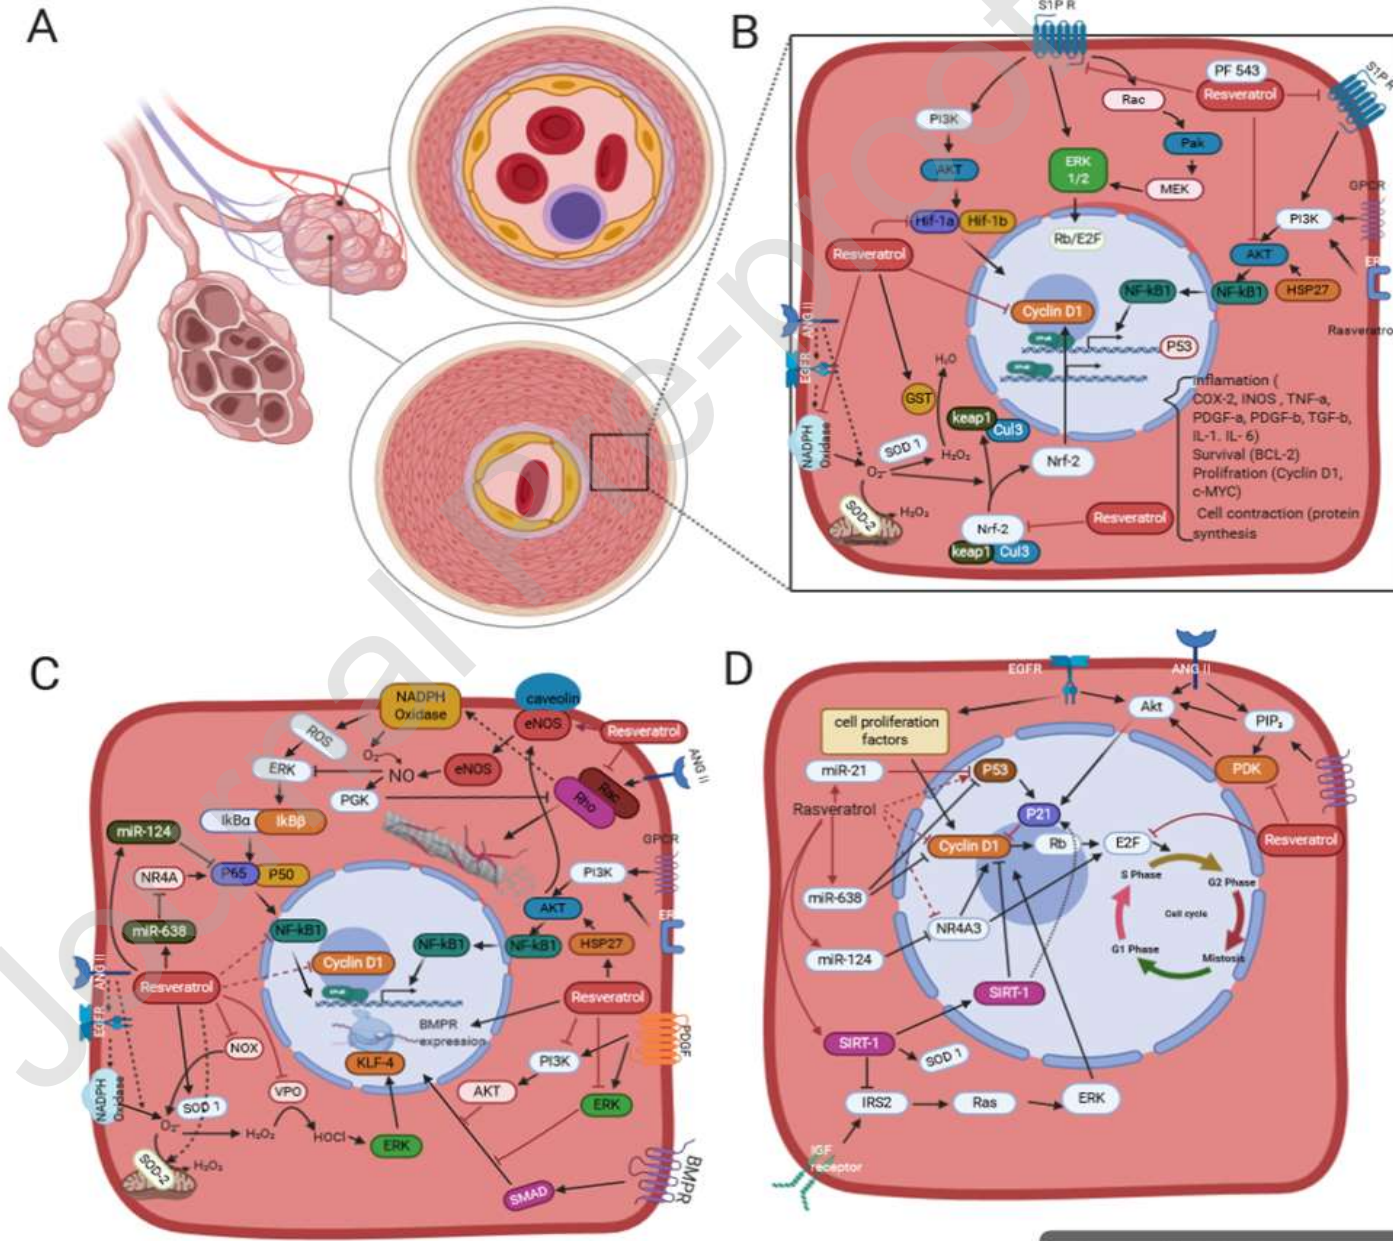 A
B
S1P R
PF 543
Resveratrol
S1P R
Rac
PI3K
Pak
AKT
ERK
1/2
MEK
GPCR
Hif-1a
Hif-1b
PI3K
Rb/E2F
Resveratrol
AKT
ER
NF-kB1
NF-kB1
HSP27
Cyclin D1
ANG II
Rasveratro
P53
EGFR
H₂O
Inflamation (
COX-2, INOS , TNF-a,
PDGF-a, PDGF-b, TGF-b,
IL-1. IL- 6)
Survival (BCL-2)
Prolifration (Cyclin D1,
c-MYC)
Cell contraction (protein
synthesis
GST
keap1
Cul3
NADPH
Oxidase
SOD 1
H₂O₂
Nrf-2
O₂⁻
SOD-2
H₂O₂
Nrf-2
Resveratrol
keap1
Cul3
C
NADPH
Oxidase
caveolin
eNOS
Resveratrol
ROS
O₂⁻
ERK
NO
eNOS
ANG II
PGK
Rho
Rac
IkBα
IkBβ
miR-124
GPCR
NR4A
P65
P50
PI3K
AKT
miR-638
NF-kB1
NF-kB1
NF-kB1
HSP27
ER
Cyclin D1
ANG II
Resveratrol
Resveratrol
EGFR
BMPR
expression
PDGF
NOX
KLF-4
PI3K
NADPH
Oxidase
VPO
AKT
SOD 1
ERK
O₂⁻
H₂O₂
HOCl
ERK
SOD-2
H₂O₂
SMAD
BMPR
D
EGFR
ANG II
Akt
cell proliferation
factors
PIP₂
miR-21
P53
PDK
Rasveratrol
P21
Cyclin D1
Rb
E2F
Resveratrol
S Phase
G2 Phase
miR-638
Cell cycle
NR4A3
G1 Phase
Mistosis
miR-124
SIRT-1
SIRT-1
SOD 1
IRS2
Ras
ERK
IGF
receptor
Journal Pre-proof